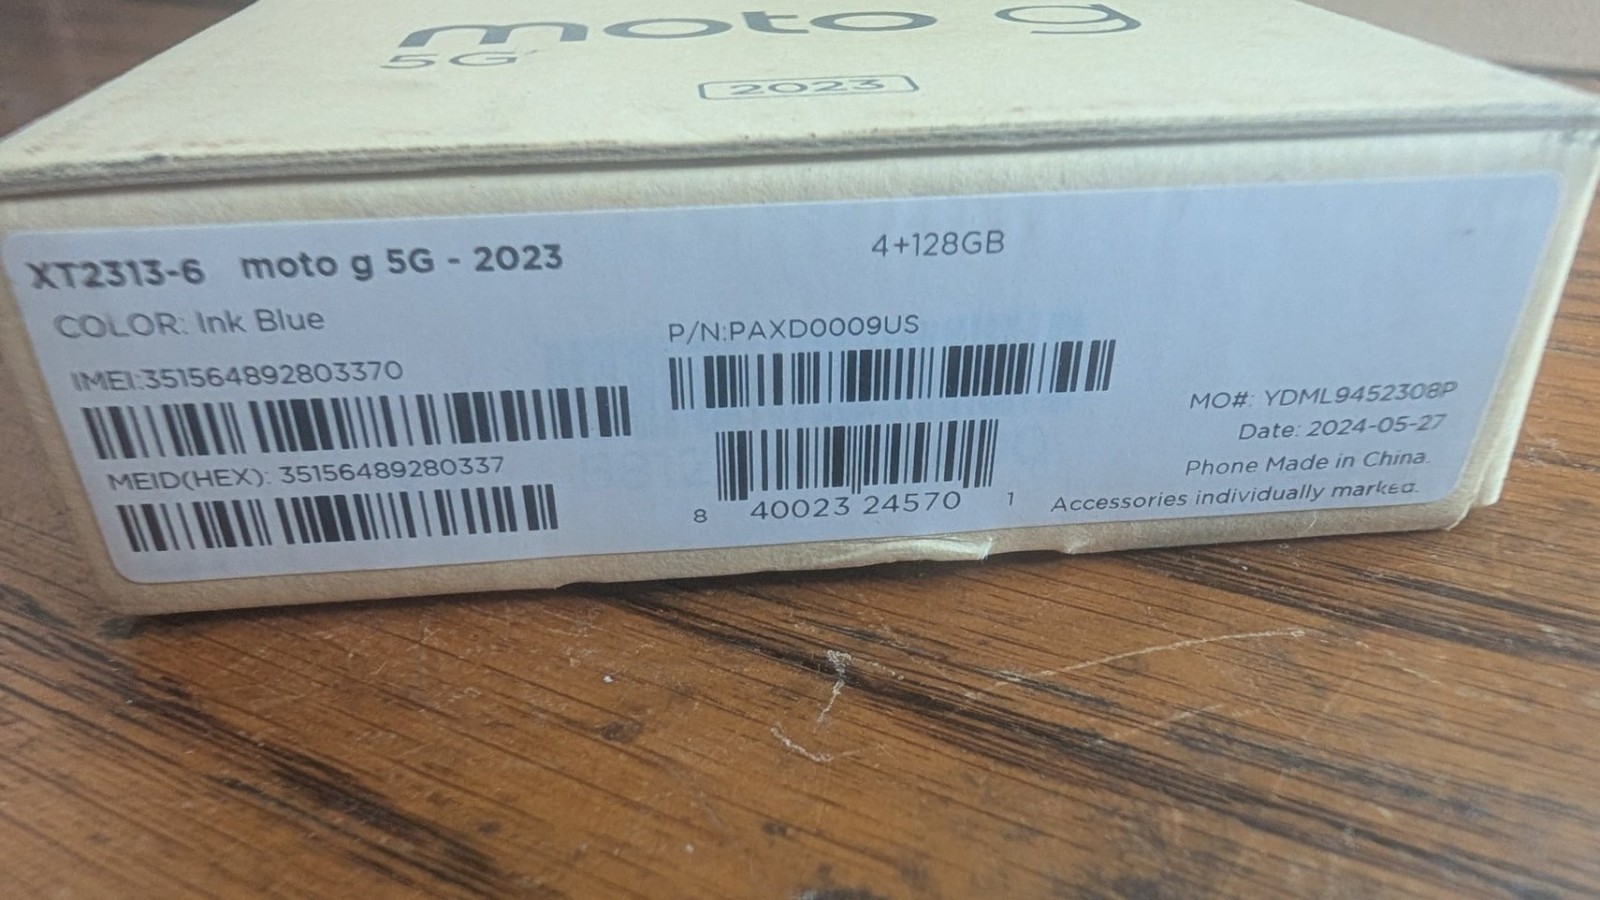 moto g
5G
2023
XT2313-6 moto g 5G - 2023
4+128GB
COLOR: Ink Blue
P/N:PAXD0009US
IMEI:351564892803370
MEID(HEX): 35156489280337
8 40023 24570 1
MO#: YDML9452308P
Date: 2024-05-27
Phone Made in China.
Accessories individually marked.